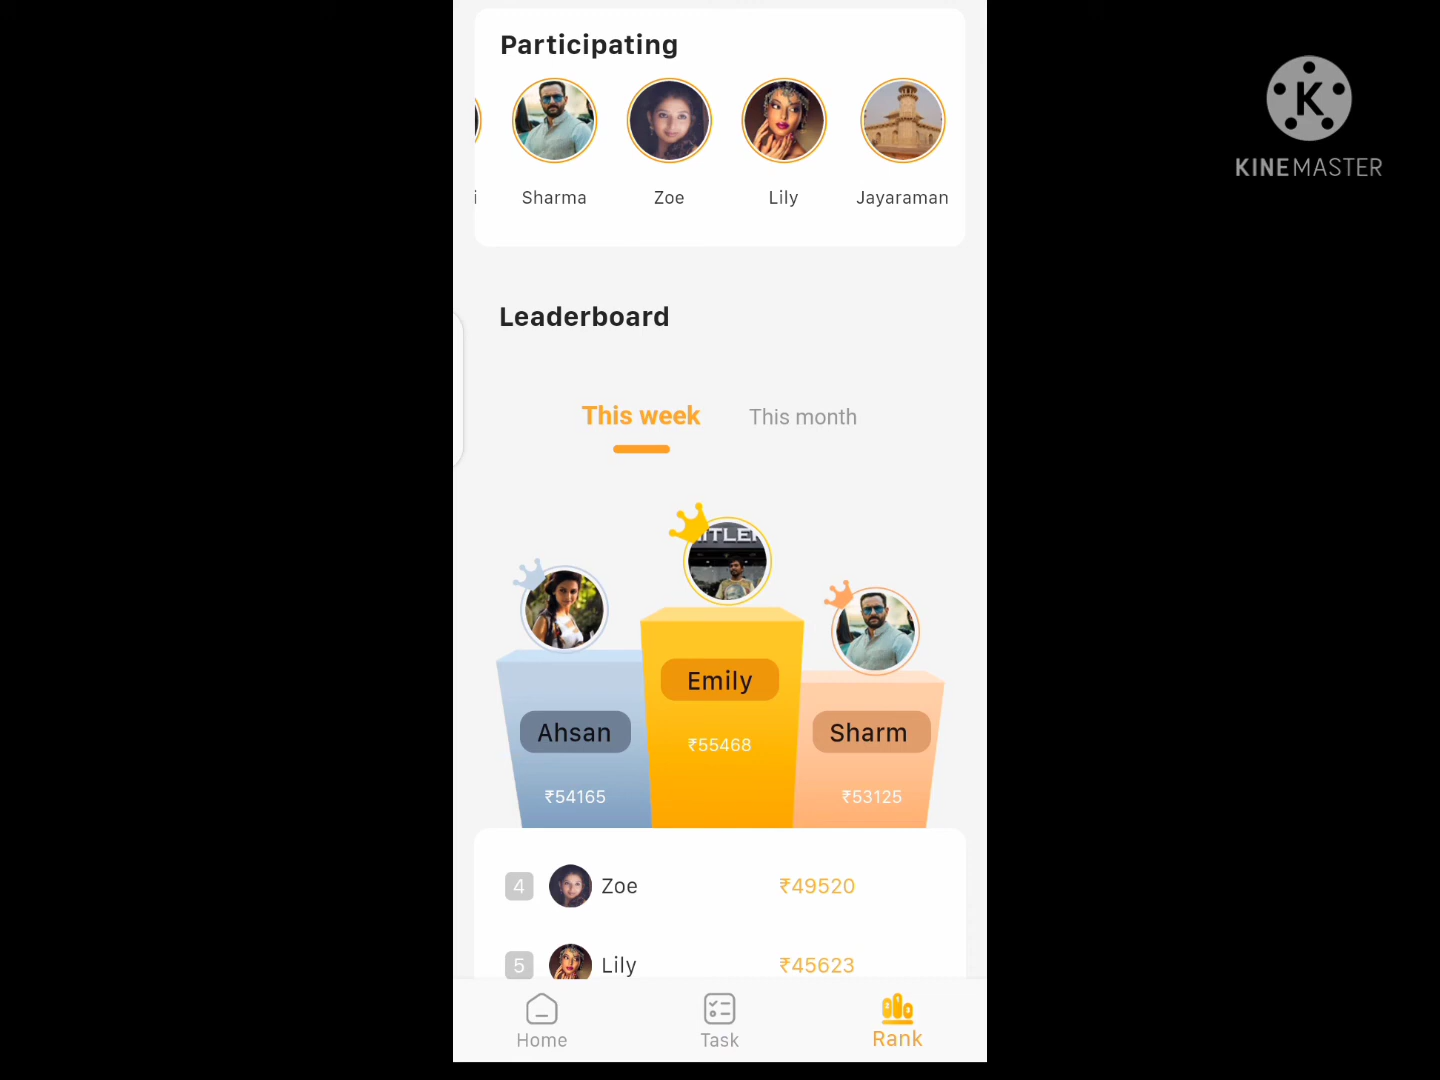 Participating
K
KINEMASTER
i
Sharma
Zoe
Lily
Jayaraman
Leaderboard
This week
This month
ITLER
Emily
₹55468
Ahsan
₹54165
Sharm
₹53125
4
Zoe
₹49520
5
Lily
₹45623
Home
Task
Rank